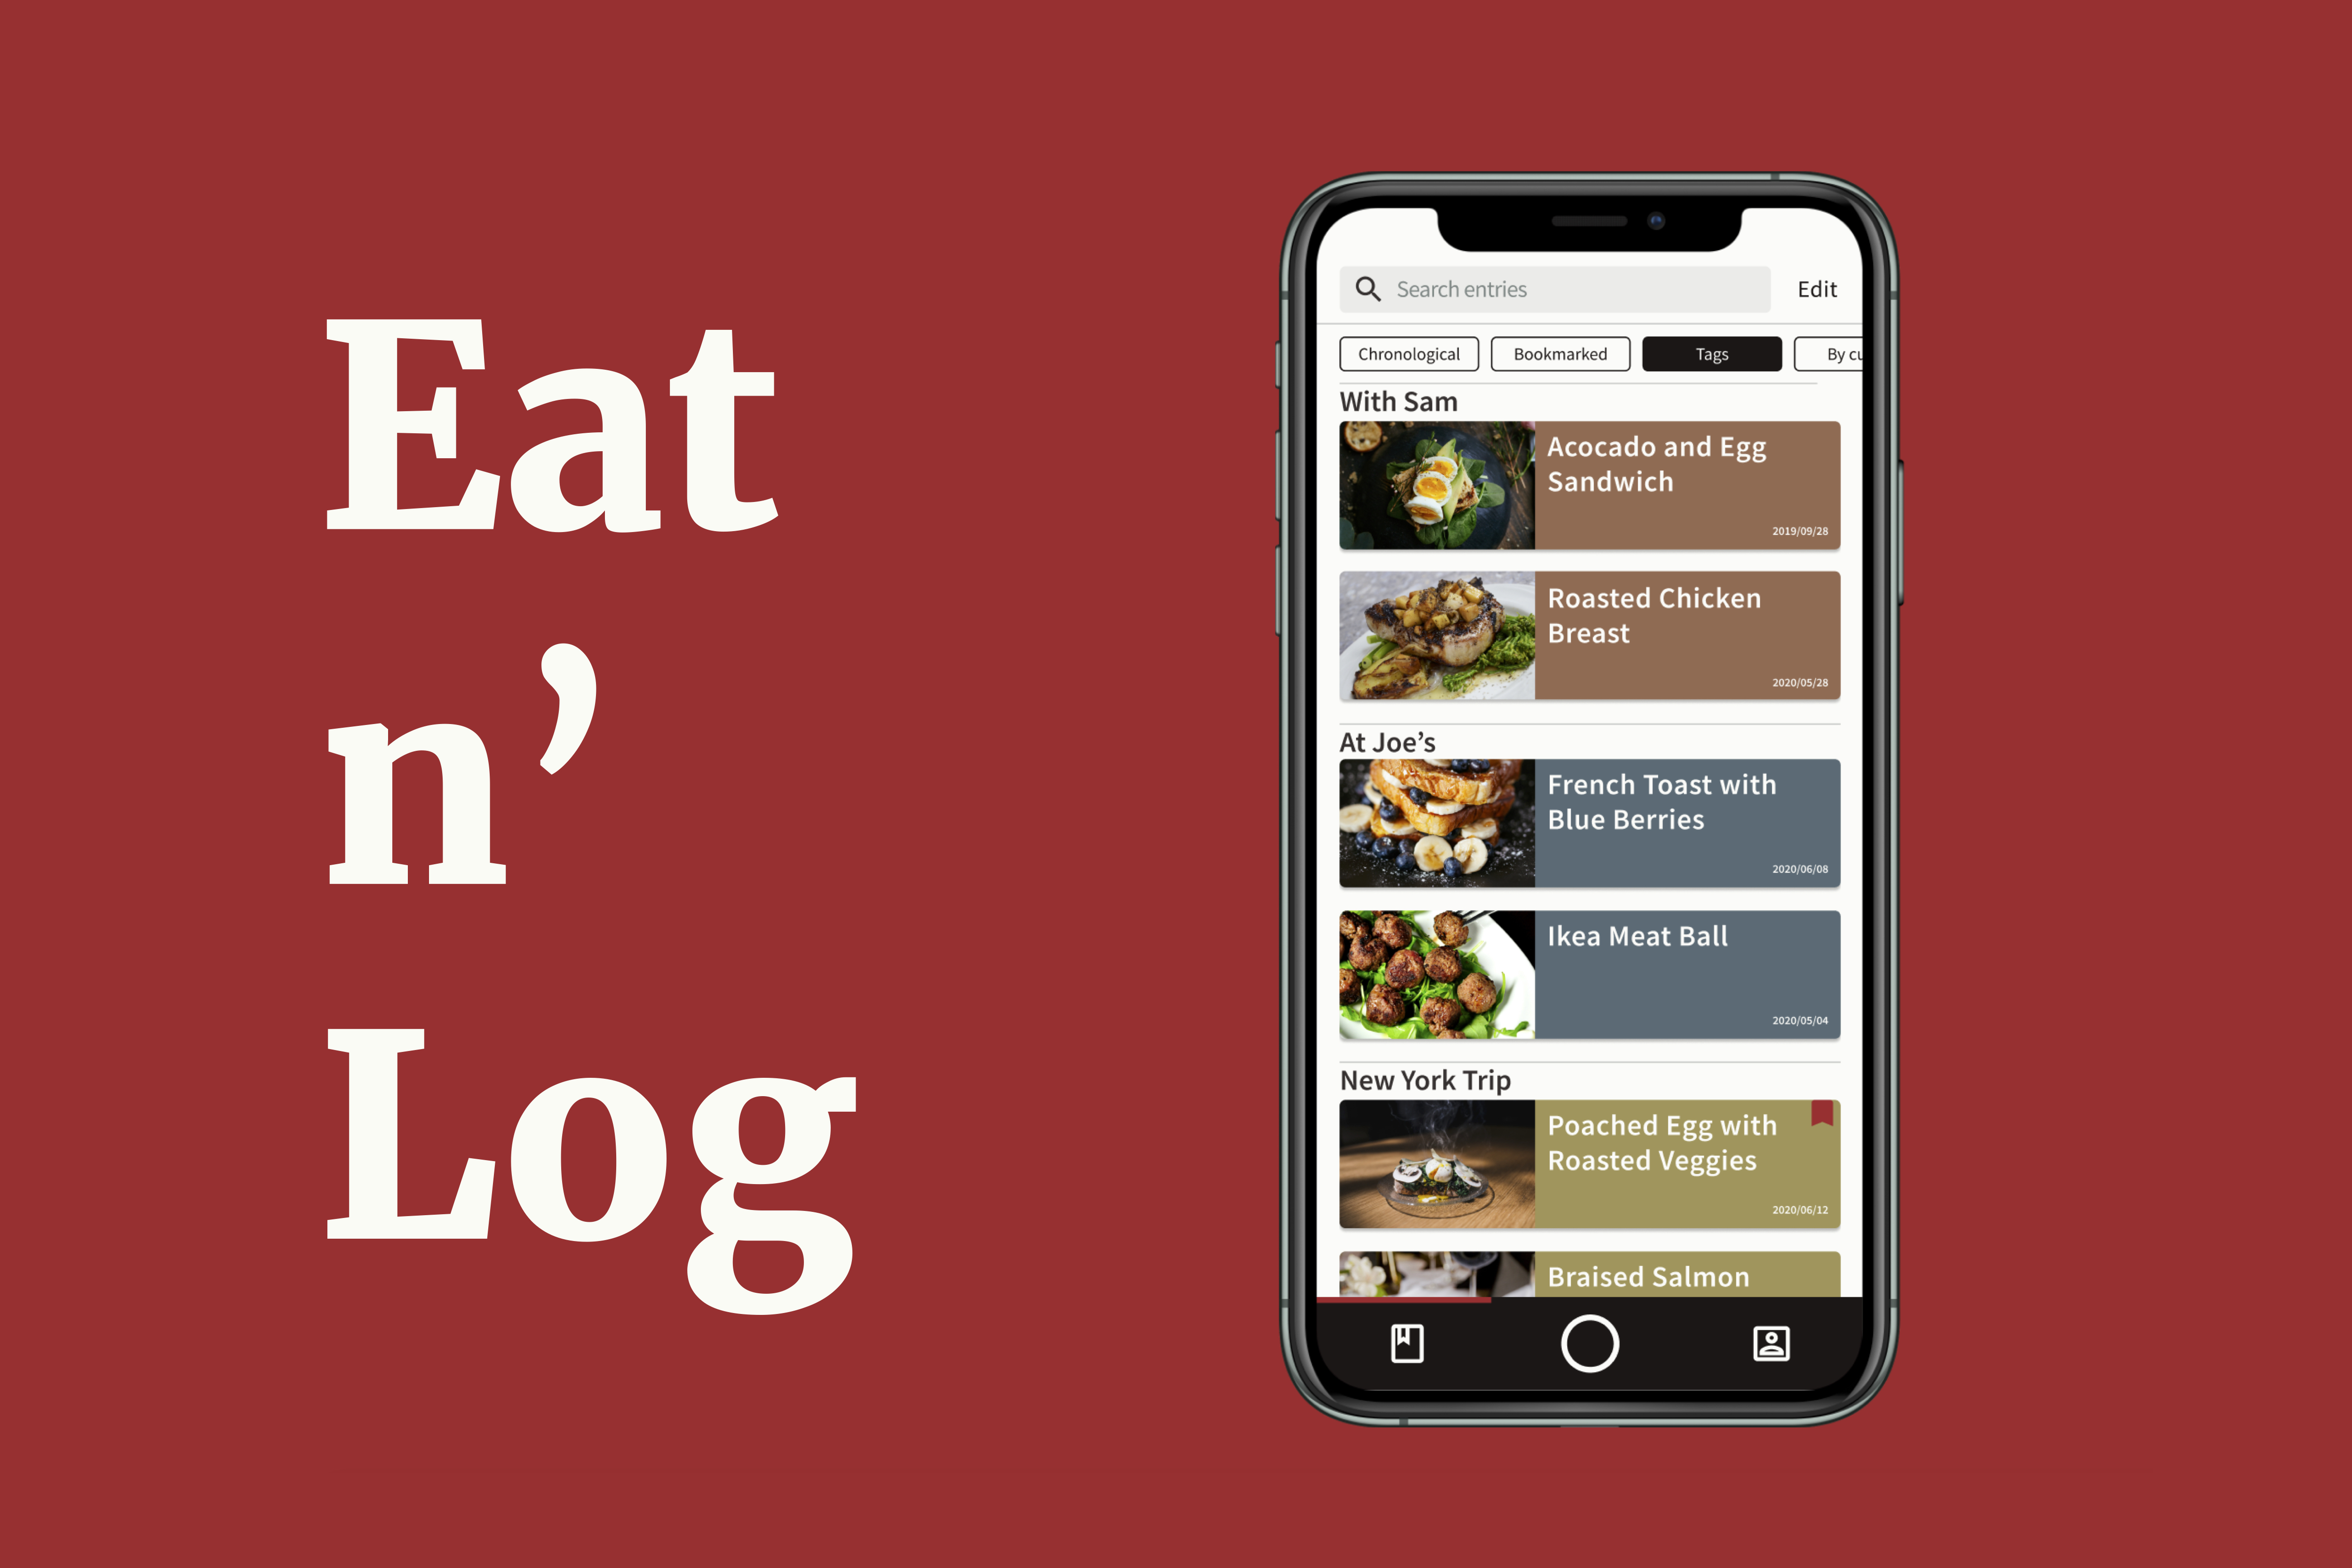 Eat
n’
Log
Search entries
Edit
Chronological
Bookmarked
Tags
By cu
With Sam
Acocado and Egg
Sandwich
2019/09/28
Roasted Chicken
Breast
2020/05/28
At Joe’s
French Toast with
Blue Berries
2020/06/08
Ikea Meat Ball
2020/05/04
New York Trip
Poached Egg with
Roasted Veggies
2020/06/12
Braised Salmon